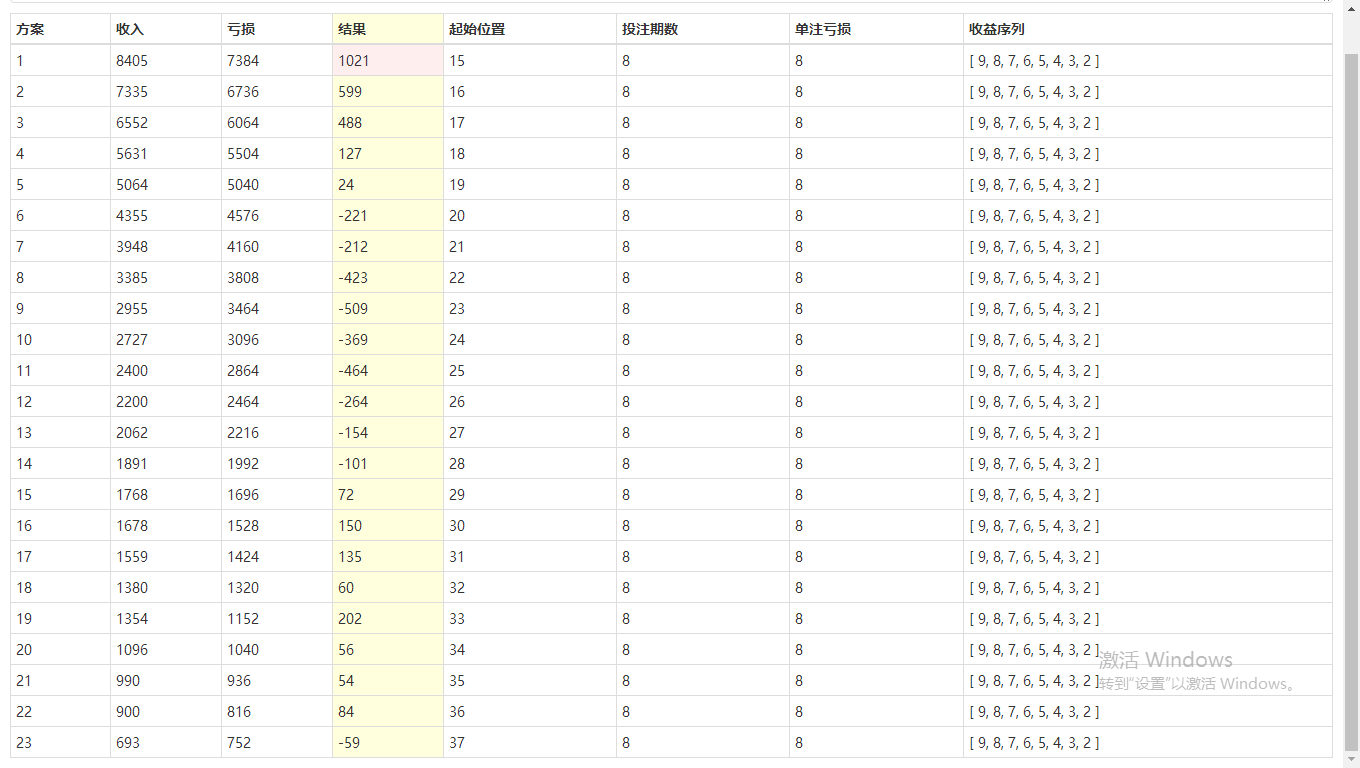 方案 收入 亏损 结果 起始位置 投注期数 单注亏损 收益序列
1 8405 7384 1021 15 8 8 [ 9, 8, 7, 6, 5, 4, 3, 2 ]
2 7335 6736 599 16 8 8 [ 9, 8, 7, 6, 5, 4, 3, 2 ]
3 6552 6064 488 17 8 8 [ 9, 8, 7, 6, 5, 4, 3, 2 ]
4 5631 5504 127 18 8 8 [ 9, 8, 7, 6, 5, 4, 3, 2 ]
5 5064 5040 24 19 8 8 [ 9, 8, 7, 6, 5, 4, 3, 2 ]
6 4355 4576 -221 20 8 8 [ 9, 8, 7, 6, 5, 4, 3, 2 ]
7 3948 4160 -212 21 8 8 [ 9, 8, 7, 6, 5, 4, 3, 2 ]
8 3385 3808 -423 22 8 8 [ 9, 8, 7, 6, 5, 4, 3, 2 ]
9 2955 3464 -509 23 8 8 [ 9, 8, 7, 6, 5, 4, 3, 2 ]
10 2727 3096 -369 24 8 8 [ 9, 8, 7, 6, 5, 4, 3, 2 ]
11 2400 2864 -464 25 8 8 [ 9, 8, 7, 6, 5, 4, 3, 2 ]
12 2200 2464 -264 26 8 8 [ 9, 8, 7, 6, 5, 4, 3, 2 ]
13 2062 2216 -154 27 8 8 [ 9, 8, 7, 6, 5, 4, 3, 2 ]
14 1891 1992 -101 28 8 8 [ 9, 8, 7, 6, 5, 4, 3, 2 ]
15 1768 1696 72 29 8 8 [ 9, 8, 7, 6, 5, 4, 3, 2 ]
16 1678 1528 150 30 8 8 [ 9, 8, 7, 6, 5, 4, 3, 2 ]
17 1559 1424 135 31 8 8 [ 9, 8, 7, 6, 5, 4, 3, 2 ]
18 1380 1320 60 32 8 8 [ 9, 8, 7, 6, 5, 4, 3, 2 ]
19 1354 1152 202 33 8 8 [ 9, 8, 7, 6, 5, 4, 3, 2 ]
20 1096 1040 56 34 8 8 [ 9, 8, 7, 6, 5, 4, 3, 2 ]
激活 Windows
21 990 936 54 35 8 8 [ 9, 8, 7, 6, 5, 4, 3, 2 ]
转到"设置"以激活 Windows。
22 900 816 84 36 8 8 [ 9, 8, 7, 6, 5, 4, 3, 2 ]
23 693 752 -59 37 8 8 [ 9, 8, 7, 6, 5, 4, 3, 2 ]